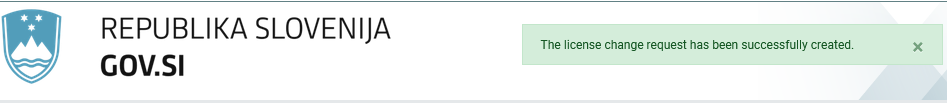 REPUBLIKA SLOVENIJA
GOV.SI
The license change request has been successfully created.
×